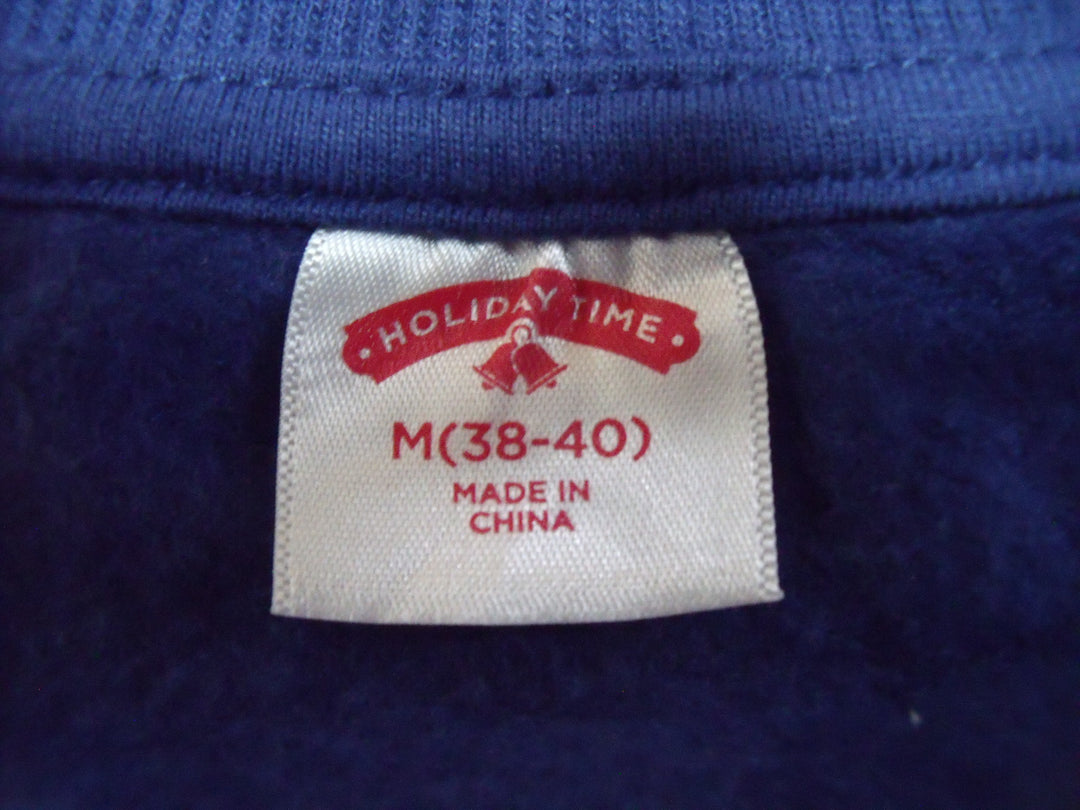 • HOLIDAY TIME •
M(38-40)
MADE IN
CHINA